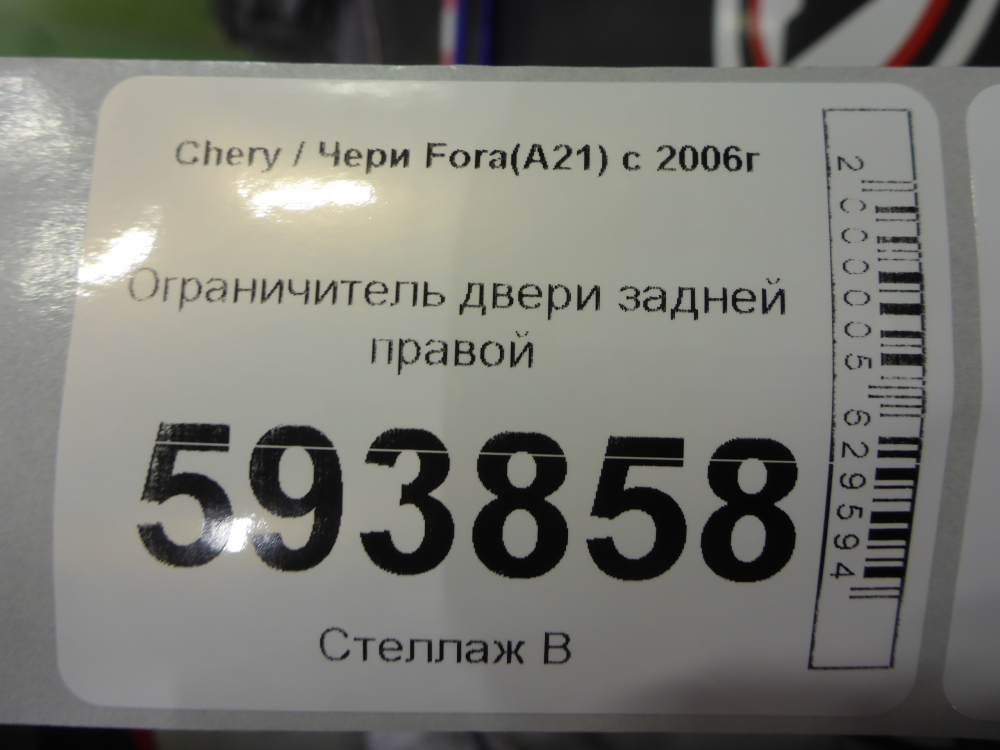 Chery / Чери Fora(A21) с 2006г
Ограничитель двери задней
правой
593858
Стеллаж В
2000005629594